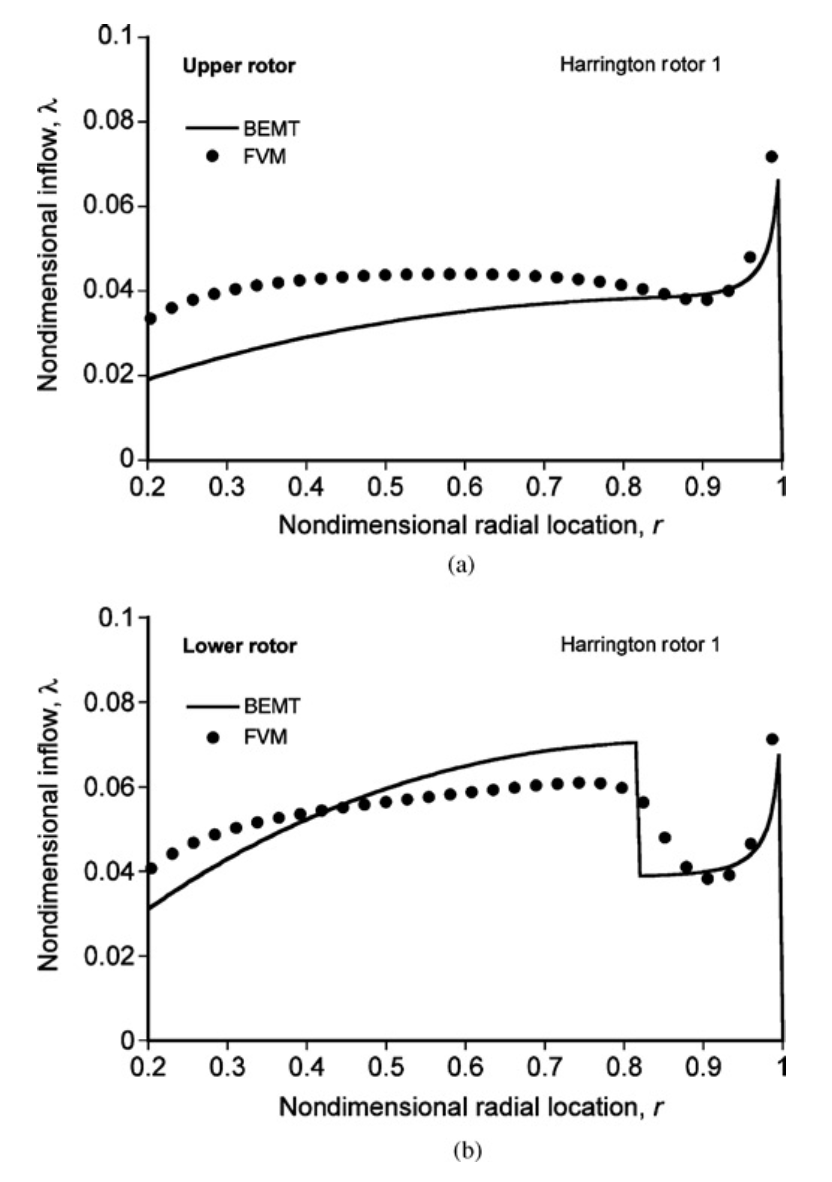 0.1
Upper rotor
Harrington rotor 1
BEMT
FVM
0.08
0.06
0.04
0.02
0
Nondimensional inflow, λ
0.2 0.3 0.4 0.5 0.6 0.7 0.8 0.9 1
Nondimensional radial location, r
(a)
0.1
Lower rotor
Harrington rotor 1
BEMT
FVM
0.08
0.06
0.04
0.02
0
Nondimensional inflow, λ
0.2 0.3 0.4 0.5 0.6 0.7 0.8 0.9 1
Nondimensional radial location, r
(b)